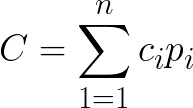 C = \sum_{1=1}^{n} c_i p_i